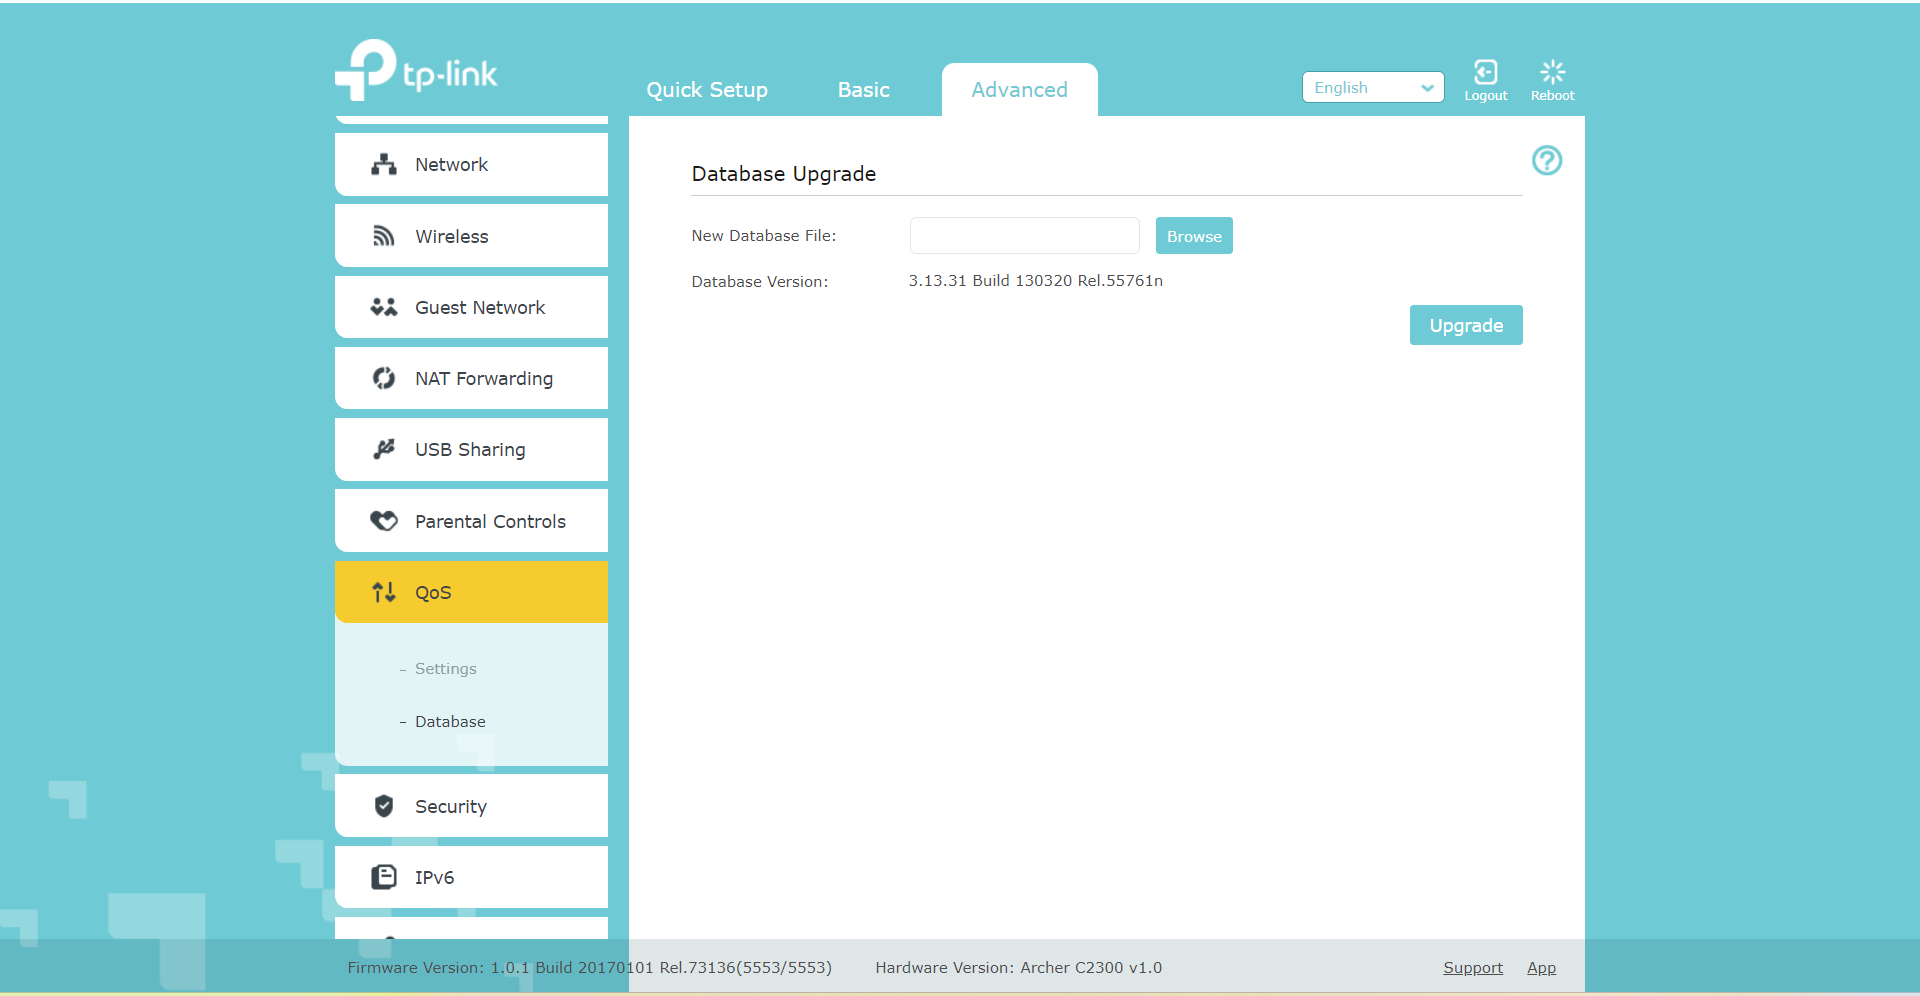 tp-link
Quick Setup
Basic
Advanced
English
Logout
Reboot
Network
Wireless
Guest Network
NAT Forwarding
USB Sharing
Parental Controls
QoS
- Settings
- Database
Security
IPv6
Database Upgrade
New Database File:
Browse
Database Version:
3.13.31 Build 130320 Rel.55761n
Upgrade
Firmware Version: 1.0.1 Build 20170101 Rel.73136(5553/5553)
Hardware Version: Archer C2300 v1.0
Support
App